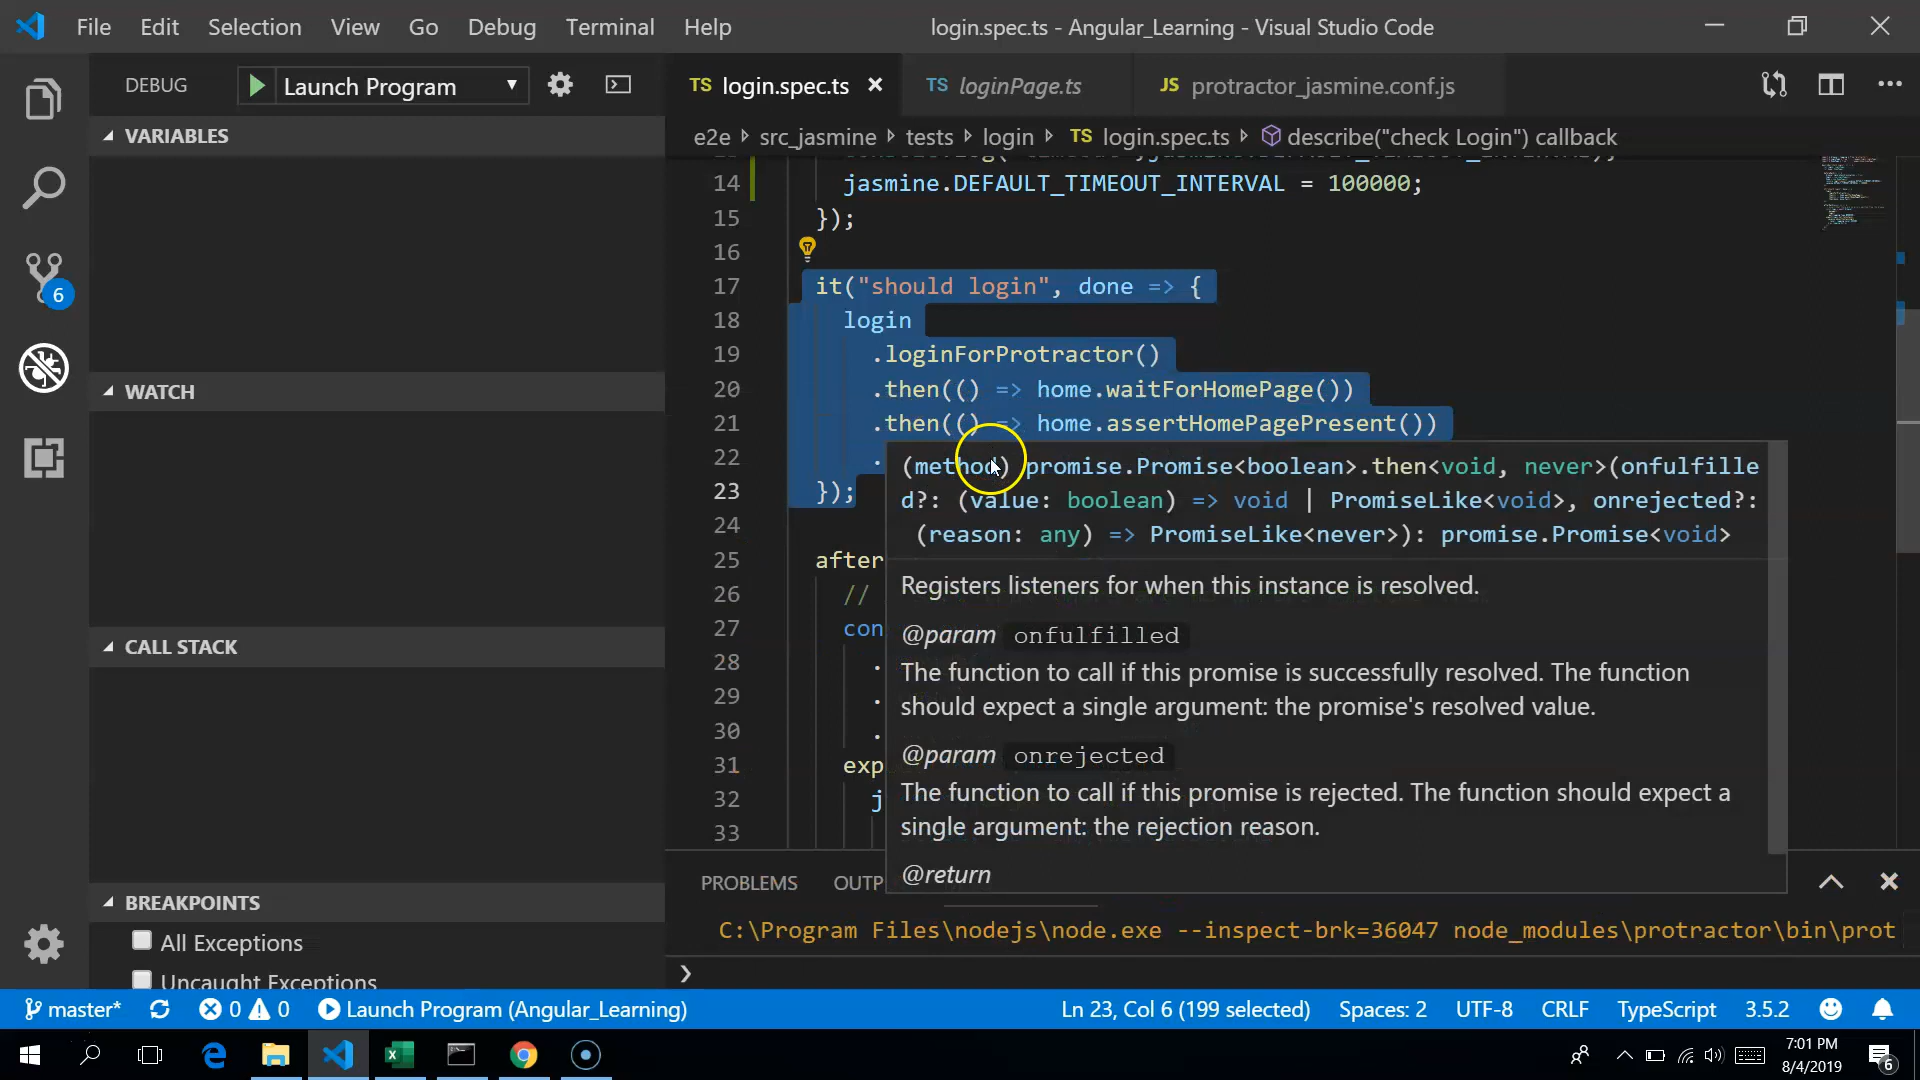 File Edit Selection View Go Debug Terminal Help login.spec.ts - Angular_Learning - Visual Studio Code
DEBUG Launch Program
TS login.spec.ts TS loginPage.ts JS protractor_jasmine.conf.js
e2e src_jasmine tests login TS login.spec.ts describe("check Login") callback
VARIABLES
14 jasmine.DEFAULT_TIMEOUT_INTERVAL = 100000;
15 });
16
17 it("should login", done => {
18 login
19 .loginForProtractor()
20 .then(() => home.waitForHomePage())
21 .then(() => home.assertHomePagePresent())
22 .
23 });
24
25 after
26 //
27 con
28 .
29 .
30 .
31 exp
32 j
33
(method) promise.Promise<boolean>.then<void, never>(onfulfille
d?: (value: boolean) => void | PromiseLike<void>, onrejected?:
(reason: any) => PromiseLike<never>): promise.Promise<void>
Registers listeners for when this instance is resolved.
@param onfulfilled
The function to call if this promise is successfully resolved. The function
should expect a single argument: the promise's resolved value.
@param onrejected
The function to call if this promise is rejected. The function should expect a
single argument: the rejection reason.
@return
WATCH
CALL STACK
BREAKPOINTS
All Exceptions
Uncaught Exceptions
6
PROBLEMS OUTP
C:\Program Files\nodejs\node.exe --inspect-brk=36047 node_modules\protractor\bin\prot
master* 0 0 Launch Program (Angular_Learning) Ln 23, Col 6 (199 selected) Spaces: 2 UTF-8 CRLF TypeScript 3.5.2
7:01 PM
8/4/2019
6